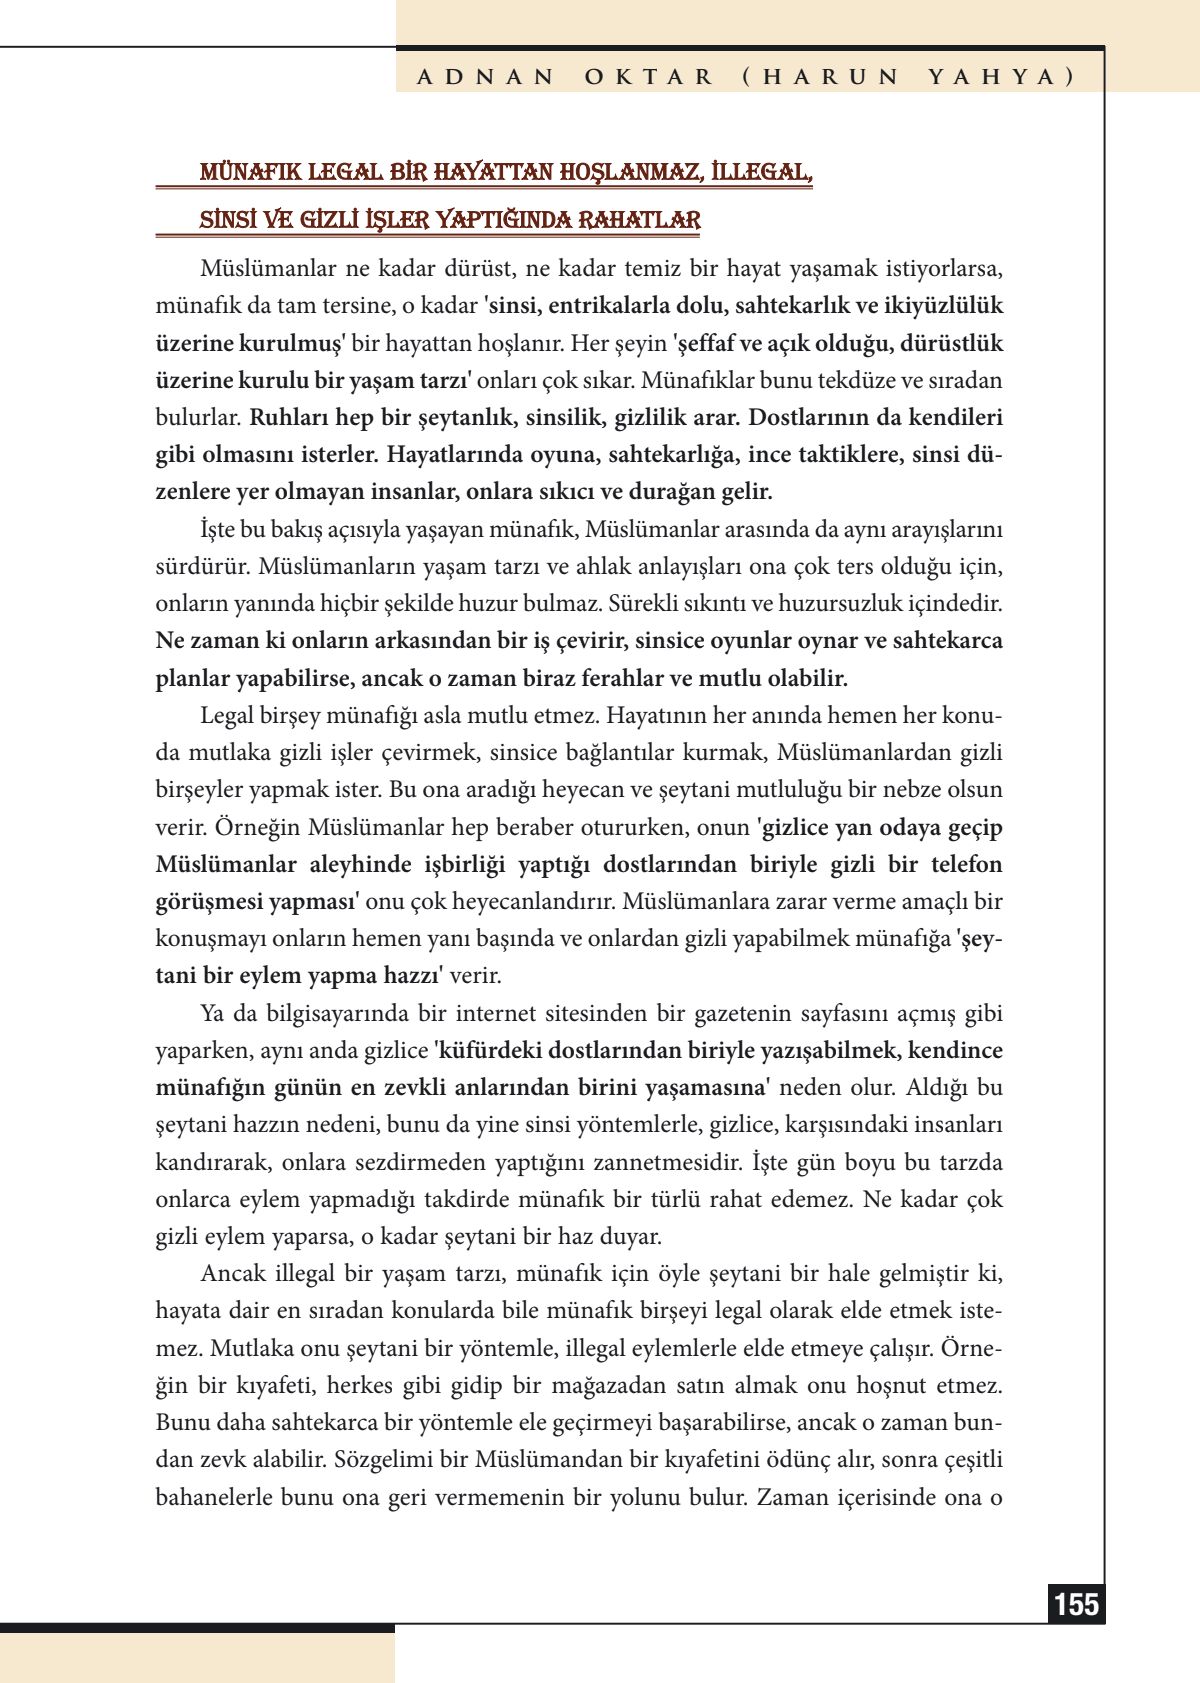 ADNAN OKTAR (HARUN YAHYA)
MÜNAFIK LEGAL BİR HAYATTAN HOŞLANMAZ, İLLEGAL,
SİNSİ VE GİZLİ İŞLER YAPTIĞINDA RAHATLAR
Müslümanlar ne kadar dürüst, ne kadar temiz bir hayat yaşamak istiyorlarsa,
münafık da tam tersine, o kadar 'sinsi, entrikalarla dolu, sahtekarlık ve ikiyüzlülük
üzerine kurulmuş' bir hayattan hoşlanır. Her şeyin 'şeffaf ve açık olduğu, dürüstlük
üzerine kurulu bir yaşam tarzı' onları çok sıkar. Münafıklar bunu tekdüze ve sıradan
bulurlar. Ruhları hep bir şeytanlık, sinsilik, gizlilik arar. Dostlarının da kendileri
gibi olmasını isterler. Hayatlarında oyuna, sahtekarlığa, ince taktiklere, sinsi dü-
zenlere yer olmayan insanlar, onlara sıkıcı ve durağan gelir.
İşte bu bakış açısıyla yaşayan münafık, Müslümanlar arasında da aynı arayışlarını
sürdürür. Müslümanların yaşam tarzı ve ahlak anlayışları ona çok ters olduğu için,
onların yanında hiçbir şekilde huzur bulmaz. Sürekli sıkıntı ve huzursuzluk içindedir.
Ne zaman ki onların arkasından bir iş çevirir, sinsice oyunlar oynar ve sahtekarca
planlar yapabilirse, ancak o zaman biraz ferahlar ve mutlu olabilir.
Legal birşey münafığı asla mutlu etmez. Hayatının her anında hemen her konu-
da mutlaka gizli işler çevirmek, sinsice bağlantılar kurmak, Müslümanlardan gizli
birşeyler yapmak ister. Bu ona aradığı heyecan ve şeytani mutluluğu bir nebze olsun
verir. Örneğin Müslümanlar hep beraber otururken, onun 'gizlice yan odaya geçip
Müslümanlar aleyhinde işbirliği yaptığı dostlarından biriyle gizli bir telefon
görüşmesi yapması' onu çok heyecanlandırır. Müslümanlara zarar verme amaçlı bir
konuşmayı onların hemen yanı başında ve onlardan gizli yapabilmek münafığa 'şey-
tani bir eylem yapma hazzı' verir.
Ya da bilgisayarında bir internet sitesinden bir gazetenin sayfasını açmış gibi
yaparken, aynı anda gizlice 'küfürdeki dostlarından biriyle yazışabilmek, kendince
münafığın günün en zevkli anlarından birini yaşamasına' neden olur. Aldığı bu
şeytani hazzın nedeni, bunu da yine sinsi yöntemlerle, gizlice, karşısındaki insanları
kandırarak, onlara sezdirmeden yaptığını zannetmesidir. İşte gün boyu bu tarzda
onlarca eylem yapmadığı takdirde münafık bir türlü rahat edemez. Ne kadar çok
gizli eylem yaparsa, o kadar şeytani bir haz duyar.
Ancak illegal bir yaşam tarzı, münafık için öyle şeytani bir hale gelmiştir ki,
hayata dair en sıradan konularda bile münafık birşeyi legal olarak elde etmek iste-
mez. Mutlaka onu şeytani bir yöntemle, illegal eylemlerle elde etmeye çalışır. Örne-
ğin bir kıyafeti, herkes gibi gidip bir mağazadan satın almak onu hoşnut etmez.
Bunu daha sahtekarca bir yöntemle ele geçirmeyi başarabilirse, ancak o zaman bun-
dan zevk alabilir. Sözgelimi bir Müslümandan bir kıyafetini ödünç alır, sonra çeşitli
bahanelerle bunu ona geri vermemenin bir yolunu bulur. Zaman içerisinde ona o
155